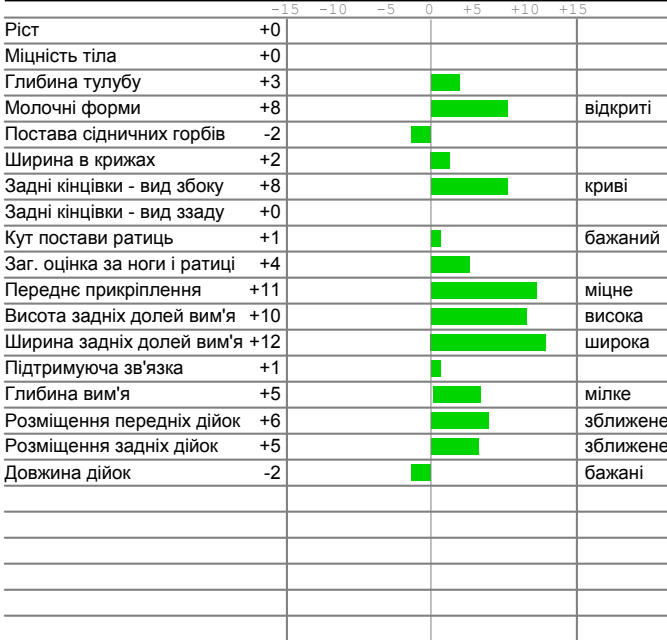 -15 -10 -5 0 +5 +10 +15
Ріст +0
Міцність тіла +0
Глибина тулубу +3
Молочні форми +8 відкриті
Постава сідничних горбів -2
Ширина в крижах +2
Задні кінцівки - вид збоку +8 криві
Задні кінцівки - вид ззаду +0
Кут постави ратиць +1 бажаний
Заг. оцінка за ноги і ратиці +4
Переднє прикріплення +11 міцне
Висота задніх долей вим'я +10 висока
Ширина задніх долей вим'я +12 широка
Підтримуюча зв'язка +1
Глибина вим'я +5 мілке
Розміщення передніх дійок +6 зближене
Розміщення задніх дійок +5 зближене
Довжина дійок -2 бажані